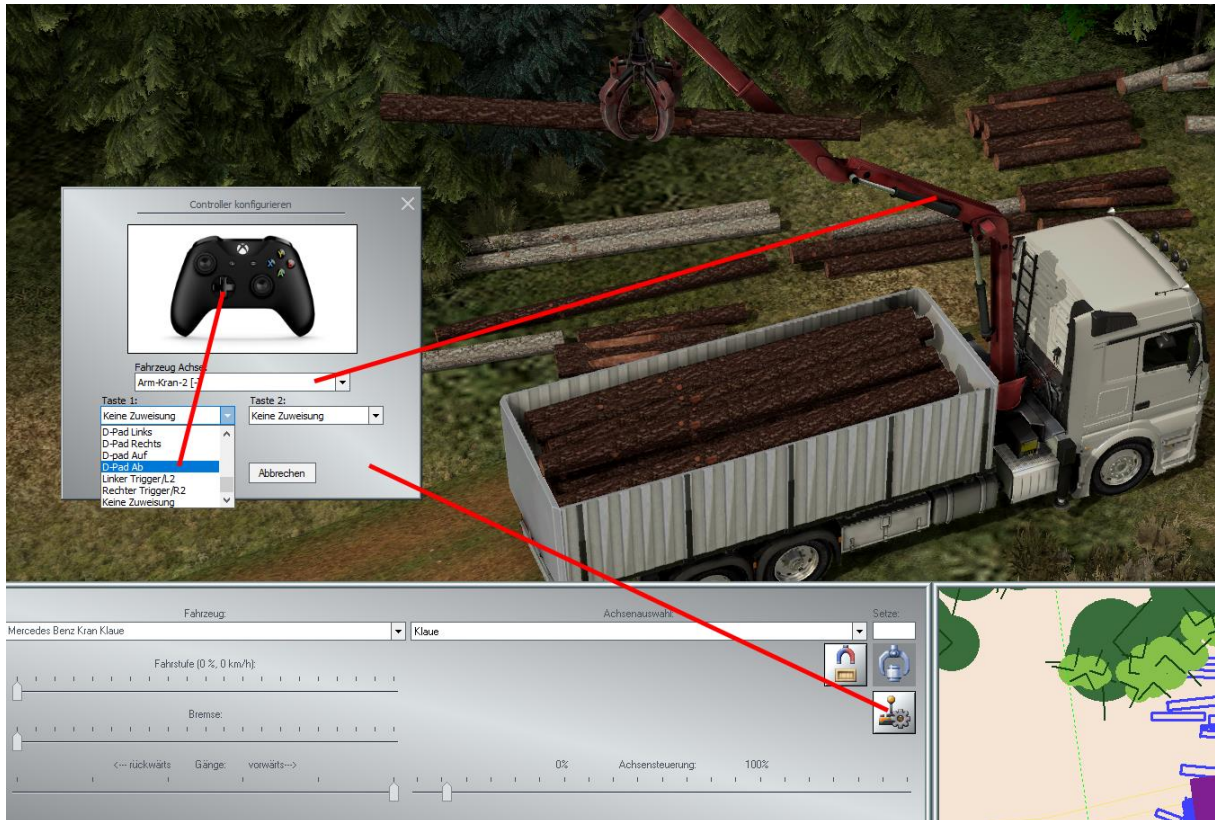 Controller konfigurieren
Fahrzeug Achse:
Arm-Kran-2 [-]
Taste 1: Taste 2:
Keine Zuweisung Keine Zuweisung
D-Pad Links
D-Pad Rechts
D-pad Auf
D-Pad Ab
Linker Trigger/L2
Rechter Trigger/R2
Keine Zuweisung
Abbrechen
Fahrzeug: Achsenauswahl: Setze:
Mercedes Benz Kran Klaue Klaue
Fahrstufe (0 %, 0 km/h):
Bremse:
<--- rückwärts Gänge: vorwärts---> 0% Achsensteuerung: 100%